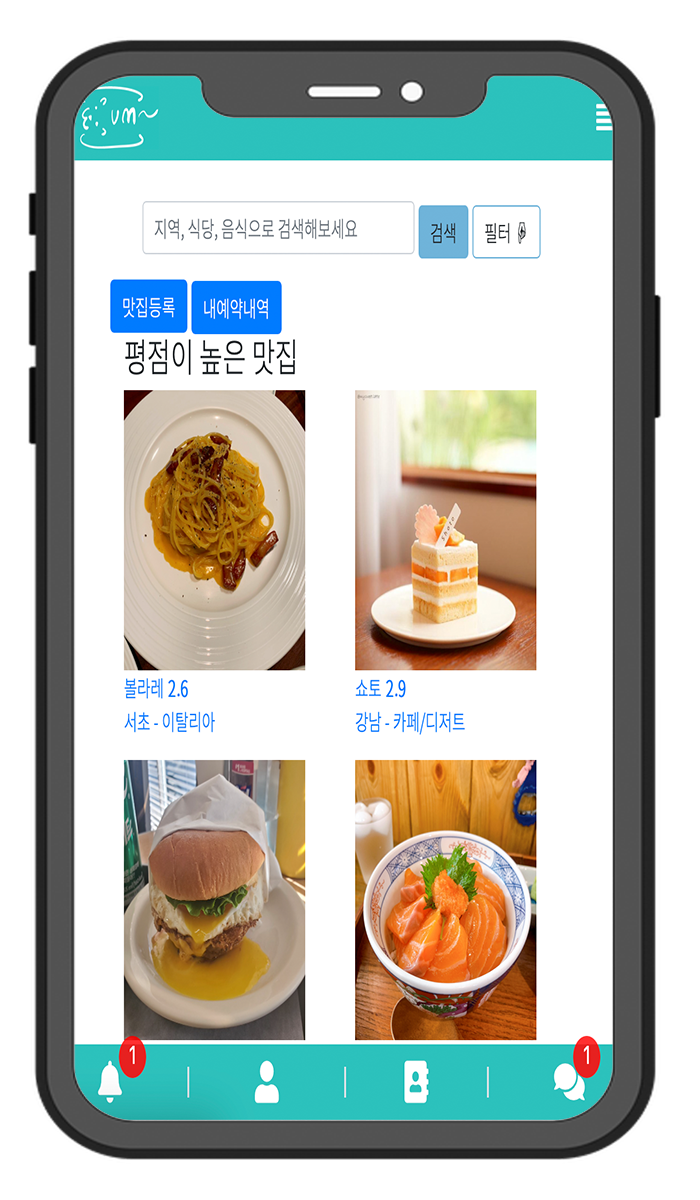 um~
지역, 식당, 음식으로 검색해보세요 검색 필터
맛집등록 내예약내역
평점이 높은 맛집
볼라레 2.6
서초 - 이탈리아
쇼토 2.9
강남 - 카페/디저트
1
1